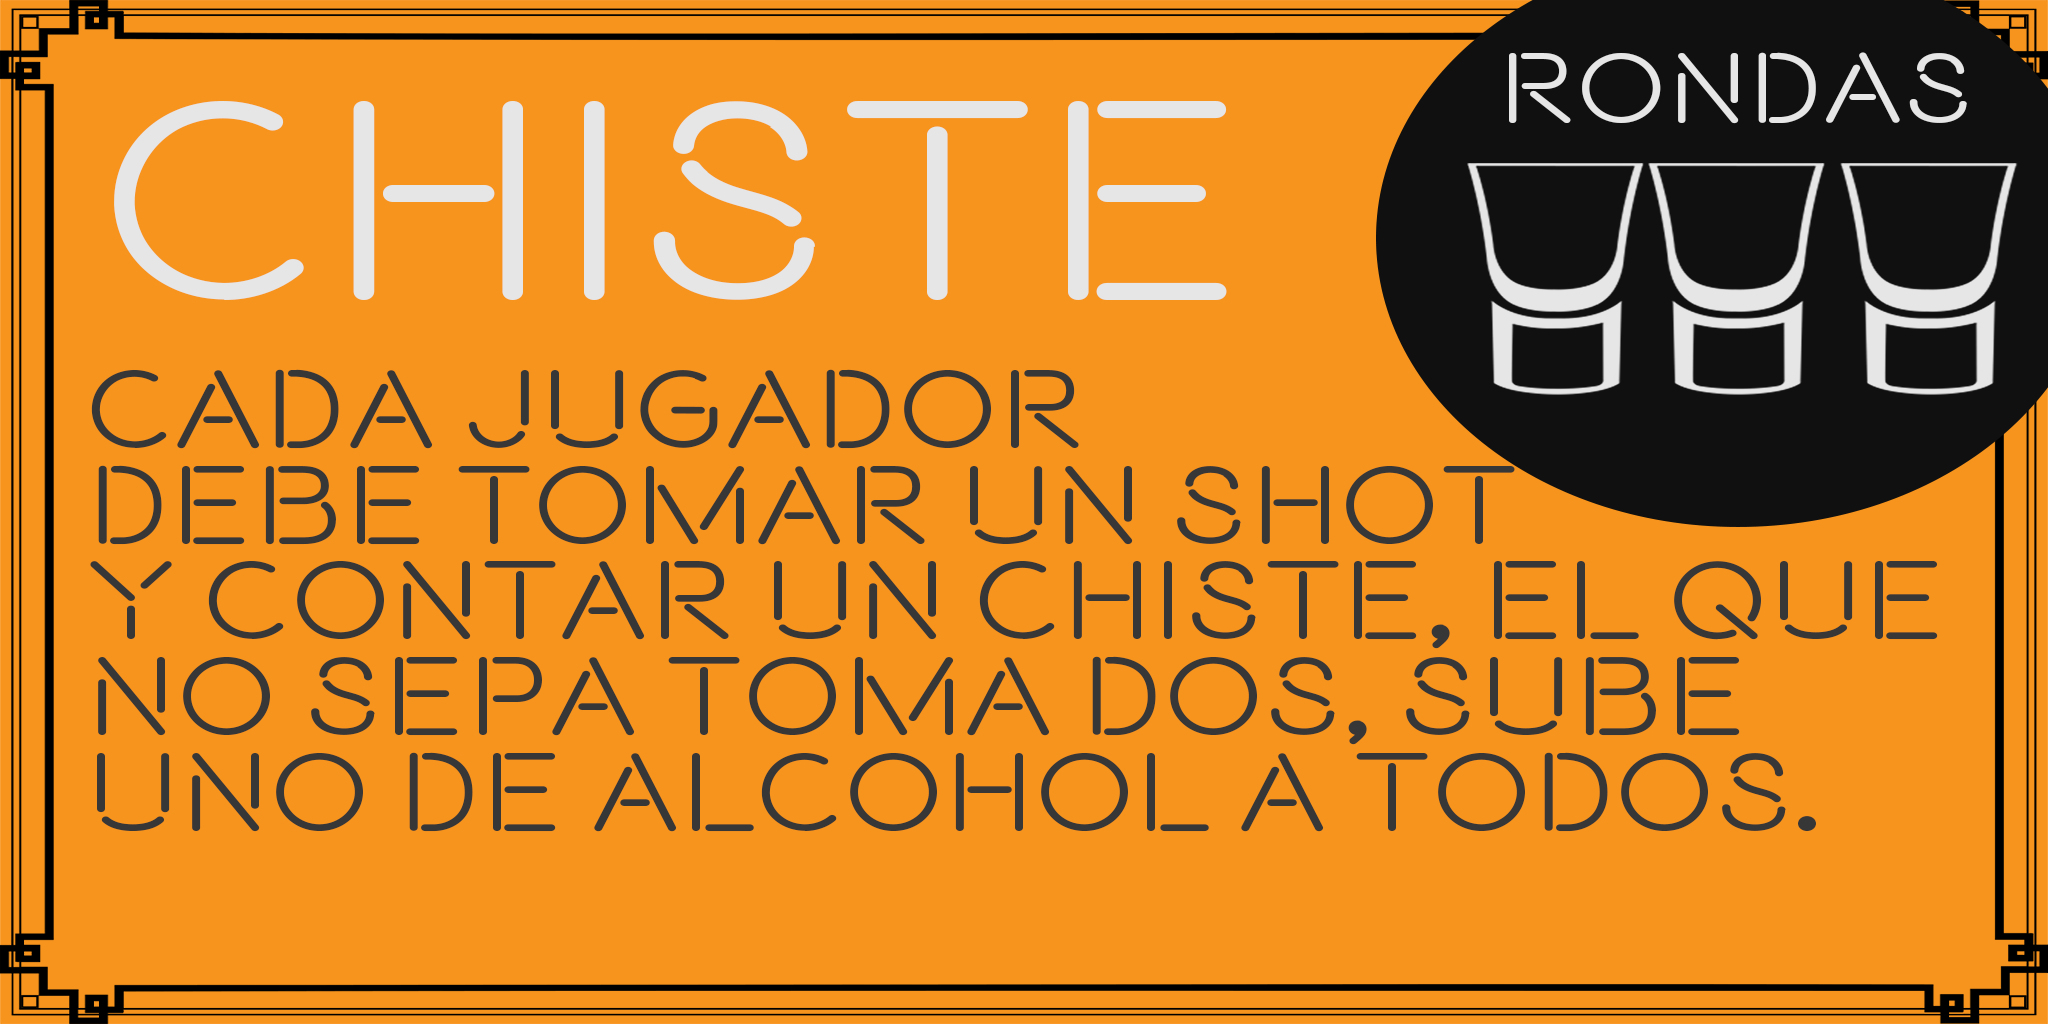 CHISTE
RONDAS
CADA JUGADOR
DEBE TOMAR UN SHOT
Y CONTAR UN CHISTE, EL QUE
NO SEPA TOMA DOS, SUBE
UNO DE ALCOHOL A TODOS.